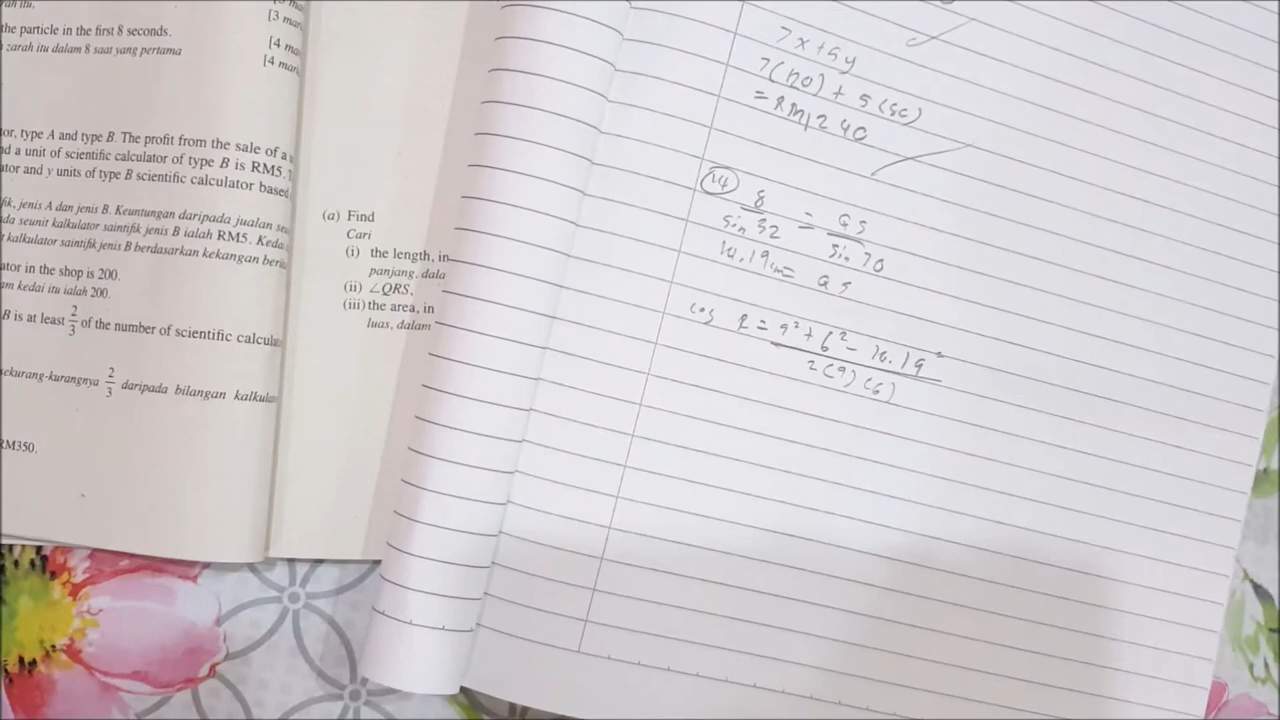 [3 mar
the particle in the first 8 seconds.
zarah itu dalam 8 saat yang pertama
[4 ma
[4 mar
or, type A and type B. The profit from the sale of a
d a unit of scientific calculator of type B is RM5.
ator and y units of type B scientific calculator based
fik, jenis A dan jenis B. Keuntungan daripada jualan se
da seunit kalkulator saintifik jenis B ialah RM5. Keda
kalkulator saintifik jenis B berdasarkan kekangan beri
ator in the shop is 200.
am kedai itu ialah 200.
B is at least 2/3 of the number of scientific calcula
sekurang-kurangnya 2/3 daripada bilangan kalkula
RM350.
(a) Find
Cari
(i) the length, in
panjang, dala
(ii) ∠QRS,
(iii) the area, in
luas, dalam
7x + 5y
7(120) + 5(80)
= RM1240
14
8/sin 32 = QS/sin 70
14.19cm = QS
cos R = 9² + 6² - 14.19²
2(9)(6)